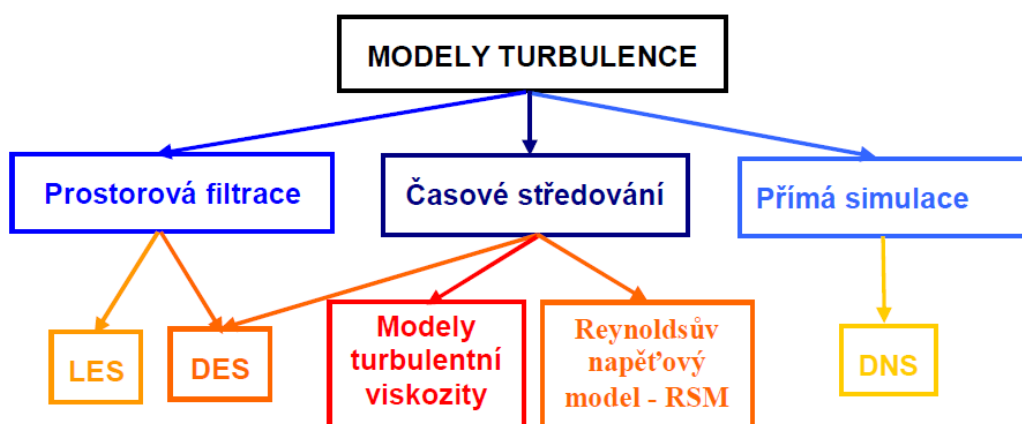 MODELY TURBULENCE
Prostorová filtrace
Časové středování
Přímá simulace
LES
DES
Modely
turbulentní
viskozity
Reynoldsův
napěťový
model - RSM
DNS